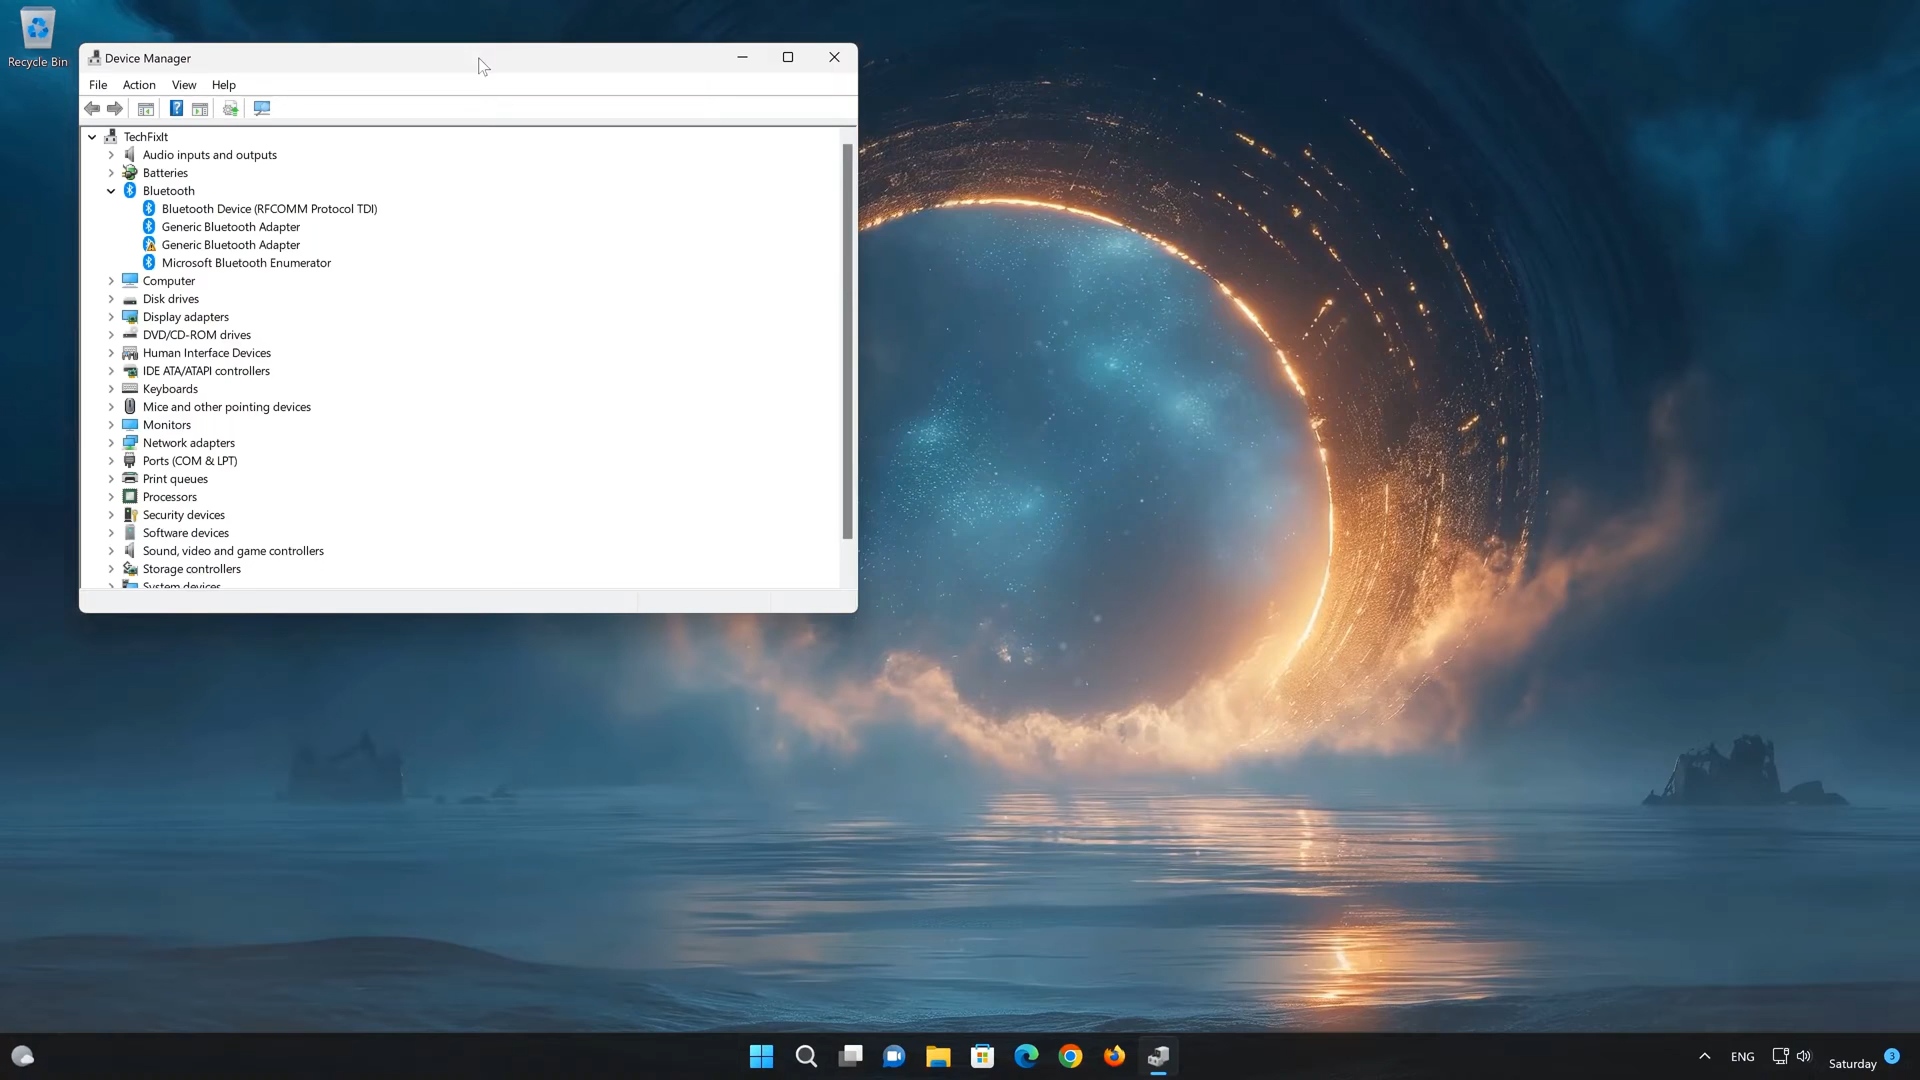 Recycle Bin
Device Manager
File Action View Help
TechFixIt
Audio inputs and outputs
Batteries
Bluetooth
Bluetooth Device (RFCOMM Protocol TDI)
Generic Bluetooth Adapter
Generic Bluetooth Adapter
Microsoft Bluetooth Enumerator
Computer
Disk drives
Display adapters
DVD/CD-ROM drives
Human Interface Devices
IDE ATA/ATAPI controllers
Keyboards
Mice and other pointing devices
Monitors
Network adapters
Ports (COM & LPT)
Print queues
Processors
Security devices
Software devices
Sound, video and game controllers
Storage controllers
System devices
ENG
Saturday
3